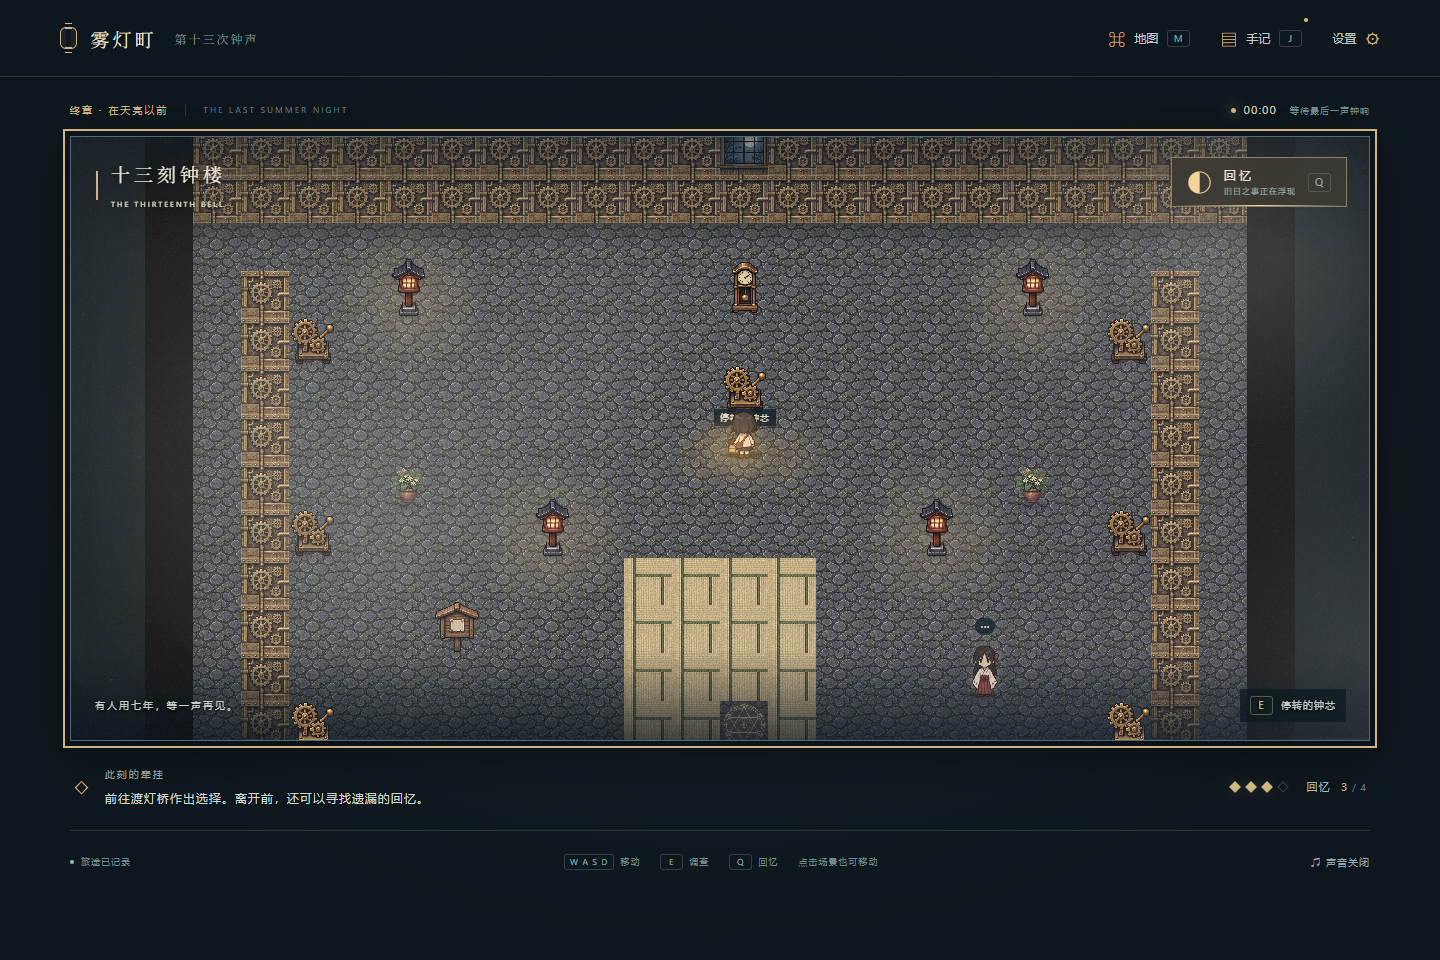 雾灯町 第十三次钟声 地图 M 手记 J 设置
终章 · 在天亮以前 THE LAST SUMMER NIGHT 00:00 等待最后一声钟响
十三刻钟楼
THE THIRTEENTH BELL
回忆
旧日之事正在浮现
Q
有人用七年，等一声再见。
E 停转的钟芯
此刻的牵挂
前往渡灯桥作出选择。离开前，还可以寻找遗漏的回忆。
回忆 3 / 4
旅途已记录 WASD 移动 E 调查 Q 回忆 点击场景也可移动 声音关闭